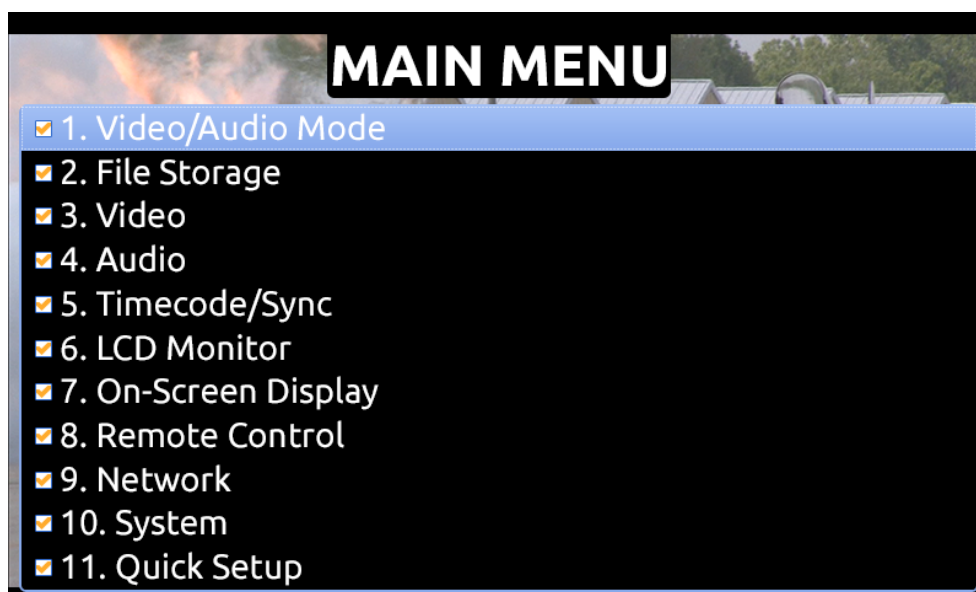 MAIN MENU
1. Video/Audio Mode
2. File Storage
3. Video
4. Audio
5. Timecode/Sync
6. LCD Monitor
7. On-Screen Display
8. Remote Control
9. Network
10. System
11. Quick Setup